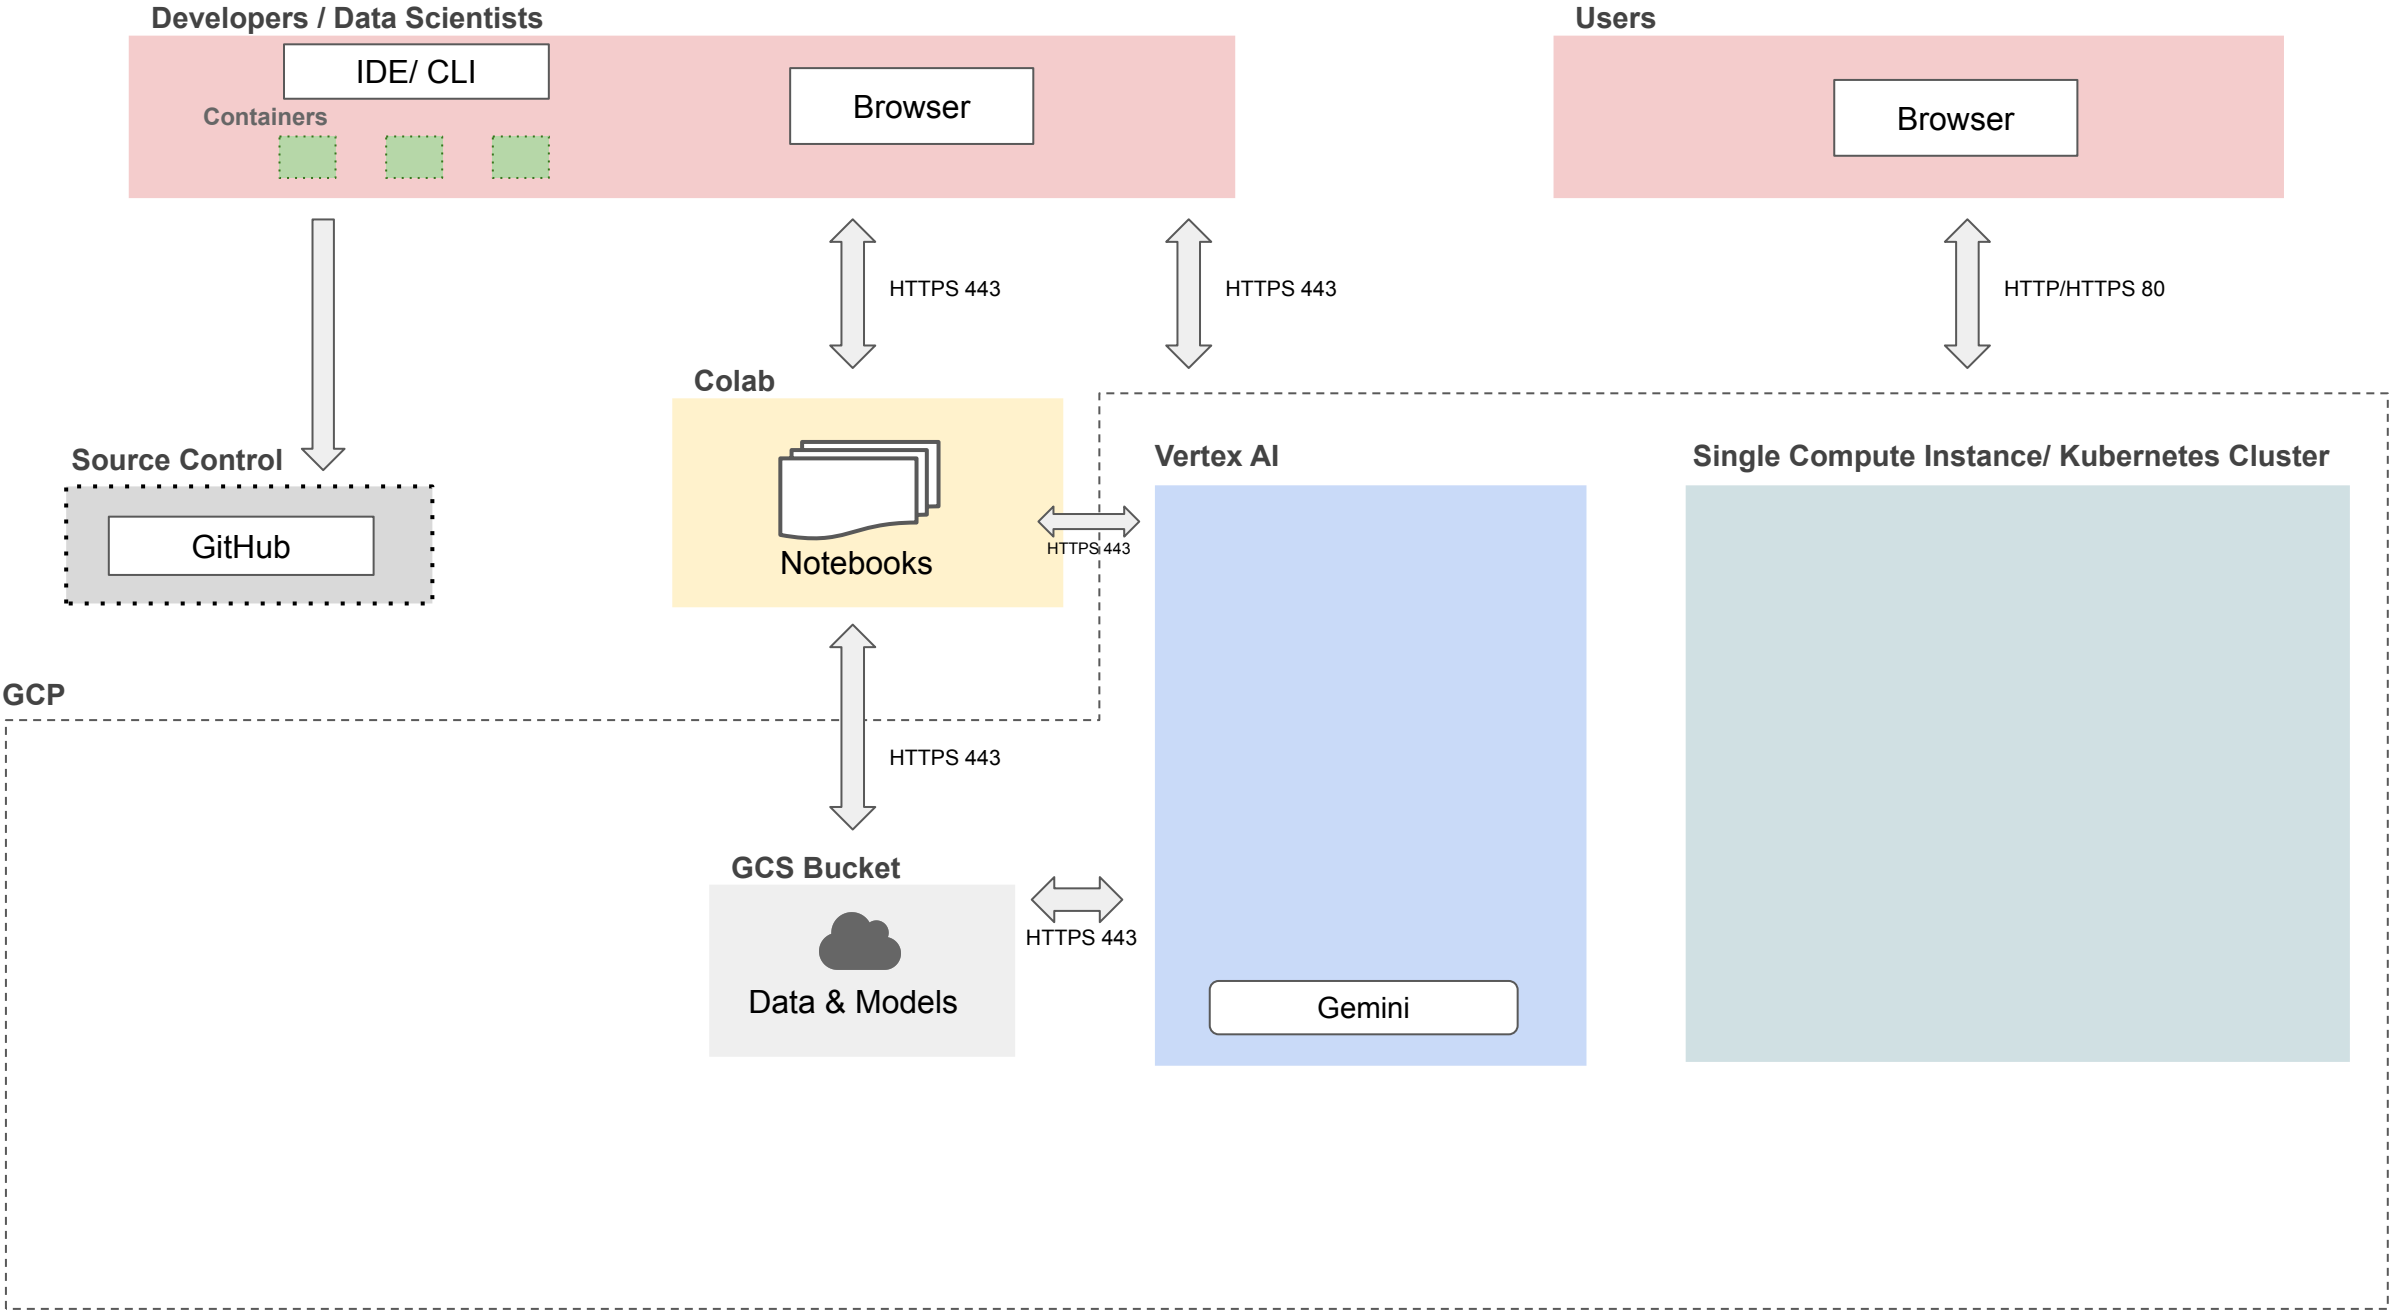 Developers / Data Scientists
Users
IDE/ CLI
Browser
Browser
Containers
HTTPS 443
HTTPS 443
HTTP/HTTPS 80
Colab
Source Control
Vertex AI
Single Compute Instance/ Kubernetes Cluster
GitHub
Notebooks
HTTPS 443
GCP
HTTPS 443
GCS Bucket
HTTPS 443
Data & Models
Gemini